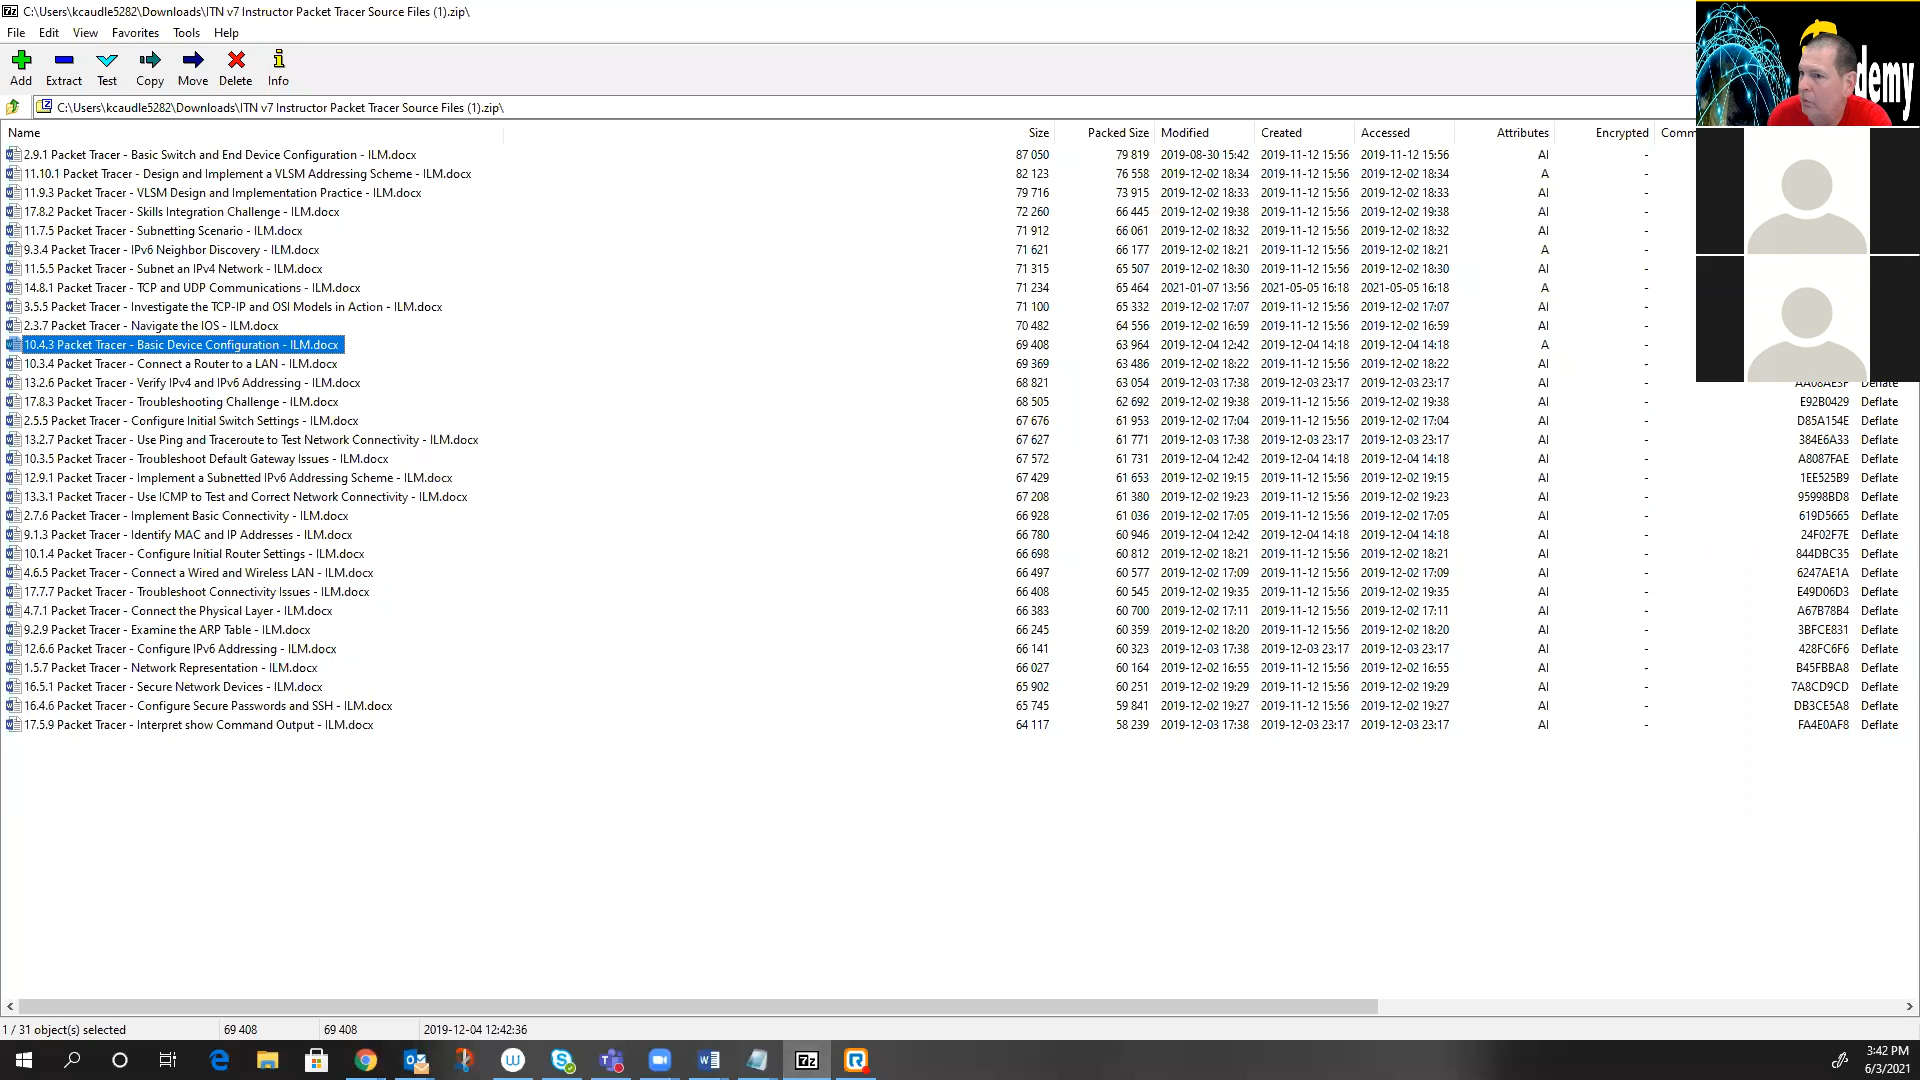 C:\Users\kcaudle5282\Downloads\ITN v7 Instructor Packet Tracer Source Files (1).zip\
File Edit View Favorites Tools Help
Add Extract Test Copy Move Delete Info
C:\Users\kcaudle5282\Downloads\ITN v7 Instructor Packet Tracer Source Files (1).zip\
demy
Name Size Packed Size Modified Created Accessed Attributes Encrypted Comm
2.9.1 Packet Tracer - Basic Switch and End Device Configuration - ILM.docx 87 050 79 819 2019-08-30 15:42 2019-11-12 15:56 2019-11-12 15:56 AI -
11.10.1 Packet Tracer - Design and Implement a VLSM Addressing Scheme - ILM.docx 82 123 76 558 2019-12-02 18:34 2019-11-12 15:56 2019-12-02 18:34 A -
11.9.3 Packet Tracer - VLSM Design and Implementation Practice - ILM.docx 79 716 73 915 2019-12-02 18:33 2019-11-12 15:56 2019-12-02 18:33 AI -
17.8.2 Packet Tracer - Skills Integration Challenge - ILM.docx 72 260 66 445 2019-12-02 19:38 2019-11-12 15:56 2019-12-02 19:38 AI -
11.7.5 Packet Tracer - Subnetting Scenario - ILM.docx 71 912 66 061 2019-12-02 18:32 2019-11-12 15:56 2019-12-02 18:32 AI -
9.3.4 Packet Tracer - IPv6 Neighbor Discovery - ILM.docx 71 621 66 177 2019-12-02 18:21 2019-11-12 15:56 2019-12-02 18:21 A -
11.5.5 Packet Tracer - Subnet an IPv4 Network - ILM.docx 71 315 65 507 2019-12-02 18:30 2019-11-12 15:56 2019-12-02 18:30 AI -
14.8.1 Packet Tracer - TCP and UDP Communications - ILM.docx 71 234 65 464 2021-01-07 13:56 2021-05-05 16:18 2021-05-05 16:18 A -
3.5.5 Packet Tracer - Investigate the TCP-IP and OSI Models in Action - ILM.docx 71 100 65 332 2019-12-02 17:07 2019-11-12 15:56 2019-12-02 17:07 AI -
2.3.7 Packet Tracer - Navigate the IOS - ILM.docx 70 482 64 556 2019-12-02 16:59 2019-11-12 15:56 2019-12-02 16:59 AI -
10.4.3 Packet Tracer - Basic Device Configuration - ILM.docx 69 408 63 964 2019-12-04 12:42 2019-12-04 14:18 2019-12-04 14:18 A -
10.3.4 Packet Tracer - Connect a Router to a LAN - ILM.docx 69 369 63 486 2019-12-02 18:22 2019-11-12 15:56 2019-12-02 18:22 AI -
13.2.6 Packet Tracer - Verify IPv4 and IPv6 Addressing - ILM.docx 68 821 63 054 2019-12-03 17:38 2019-12-03 23:17 2019-12-03 17:38 AI - AA08AE3F Deflate
17.8.3 Packet Tracer - Troubleshooting Challenge - ILM.docx 68 505 62 692 2019-12-02 19:38 2019-11-12 15:56 2019-12-02 19:38 AI - E92B0429 Deflate
2.5.5 Packet Tracer - Configure Initial Switch Settings - ILM.docx 67 676 61 953 2019-12-02 17:04 2019-11-12 15:56 2019-12-02 17:04 AI - D85A154E Deflate
13.2.7 Packet Tracer - Use Ping and Traceroute to Test Network Connectivity - ILM.docx 67 627 61 771 2019-12-03 17:38 2019-12-03 23:17 2019-12-03 23:17 AI - 384E6A33 Deflate
10.3.5 Packet Tracer - Troubleshoot Default Gateway Issues - ILM.docx 67 572 61 731 2019-12-04 12:42 2019-12-04 14:18 2019-12-04 14:18 AI - A8087FAE Deflate
12.9.1 Packet Tracer - Implement a Subnetted IPv6 Addressing Scheme - ILM.docx 67 429 61 653 2019-12-02 19:15 2019-11-12 15:56 2019-12-02 19:15 AI - 1EE525B9 Deflate
13.3.1 Packet Tracer - Use ICMP to Test and Correct Network Connectivity - ILM.docx 67 208 61 380 2019-12-02 19:23 2019-11-12 15:56 2019-12-02 19:23 AI - 95998BD8 Deflate
2.7.6 Packet Tracer - Implement Basic Connectivity - ILM.docx 66 928 61 036 2019-12-02 17:05 2019-11-12 15:56 2019-12-02 17:05 AI - 619D5665 Deflate
9.1.3 Packet Tracer - Identify MAC and IP Addresses - ILM.docx 66 780 60 946 2019-12-04 12:42 2019-12-04 14:18 2019-12-04 14:18 AI - 24F02F7E Deflate
10.1.4 Packet Tracer - Configure Initial Router Settings - ILM.docx 66 698 60 812 2019-12-02 18:21 2019-11-12 15:56 2019-12-02 18:21 AI - 844DBC35 Deflate
4.6.5 Packet Tracer - Connect a Wired and Wireless LAN - ILM.docx 66 497 60 577 2019-12-02 17:09 2019-11-12 15:56 2019-12-02 17:09 AI - 6247AE1A Deflate
17.7.7 Packet Tracer - Troubleshoot Connectivity Issues - ILM.docx 66 408 60 545 2019-12-02 19:35 2019-11-12 15:56 2019-12-02 19:35 AI - E49D06D3 Deflate
4.7.1 Packet Tracer - Connect the Physical Layer - ILM.docx 66 383 60 700 2019-12-02 17:11 2019-11-12 15:56 2019-12-02 17:11 AI - A67B78B4 Deflate
9.2.9 Packet Tracer - Examine the ARP Table - ILM.docx 66 245 60 359 2019-12-02 18:20 2019-11-12 15:56 2019-12-02 18:20 AI - 3BFCE831 Deflate
12.6.6 Packet Tracer - Configure IPv6 Addressing - ILM.docx 66 141 60 323 2019-12-03 17:38 2019-12-03 23:17 2019-12-03 23:17 AI - 428FC6F6 Deflate
1.5.7 Packet Tracer - Network Representation - ILM.docx 66 027 60 164 2019-12-02 16:55 2019-11-12 15:56 2019-12-02 16:55 AI - B45FBBA8 Deflate
16.5.1 Packet Tracer - Secure Network Devices - ILM.docx 65 902 60 251 2019-12-02 19:29 2019-11-12 15:56 2019-12-02 19:29 AI - 7A8CD9CD Deflate
16.4.6 Packet Tracer - Configure Secure Passwords and SSH - ILM.docx 65 745 59 841 2019-12-02 19:27 2019-11-12 15:56 2019-12-02 19:27 AI - DB3CE5A8 Deflate
17.5.9 Packet Tracer - Interpret show Command Output - ILM.docx 64 117 58 239 2019-12-03 17:38 2019-12-03 23:17 2019-12-03 23:17 AI - FA4E0AF8 Deflate
1 / 31 object(s) selected 69 408 69 408 2019-12-04 12:42:36
3:42 PM
6/3/2021